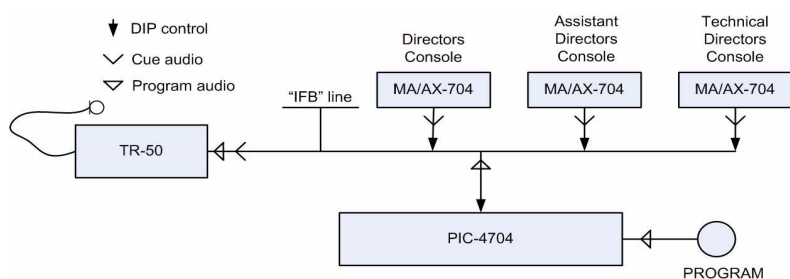 DIP control
Cue audio
Program audio
"IFB" line
Directors
Console
Assistant
Directors
Console
Technical
Directors
Console
MA/AX-704
MA/AX-704
MA/AX-704
TR-50
PIC-4704
PROGRAM